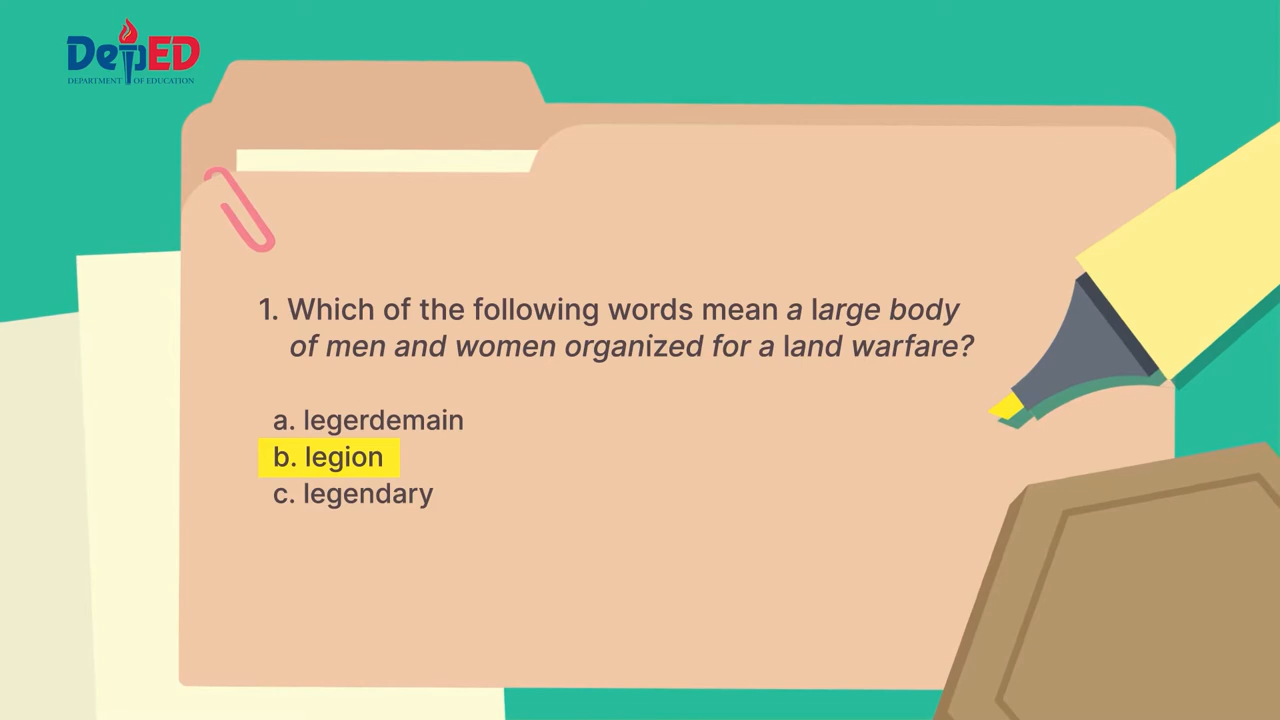 DepED
DEPARTMENT OF EDUCATION
1. Which of the following words mean a large body
of men and women organized for a land warfare?
a. legerdemain
b. legion
c. legendary